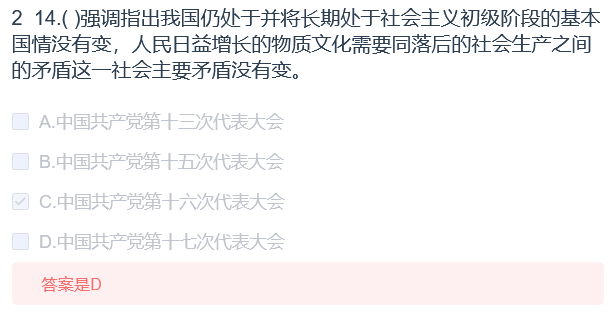 2 14.( )强调指出我国仍处于并将长期处于社会主义初级阶段的基本
国情没有变，人民日益增长的物质文化需要同落后的社会生产之间
的矛盾这一社会主要矛盾没有变。
A.中国共产党第十三次代表大会
B.中国共产党第十五次代表大会
C.中国共产党第十六次代表大会
D.中国共产党第十七次代表大会
答案是D